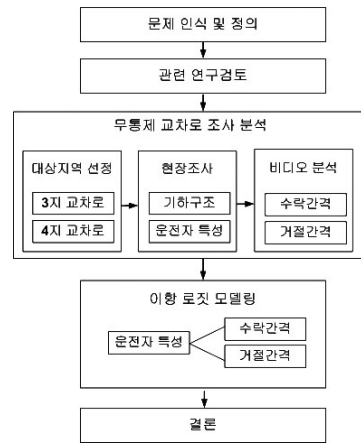 문제 인식 및 정의
관련 연구검토
무통제 교차로 조사 분석
대상지역 선정
3지 교차로
4지 교차로
현장조사
기하구조
운전자 특성
비디오 분석
수락간격
거절간격
이항 로짓 모델링
운전자 특성
수락간격
거절간격
결론